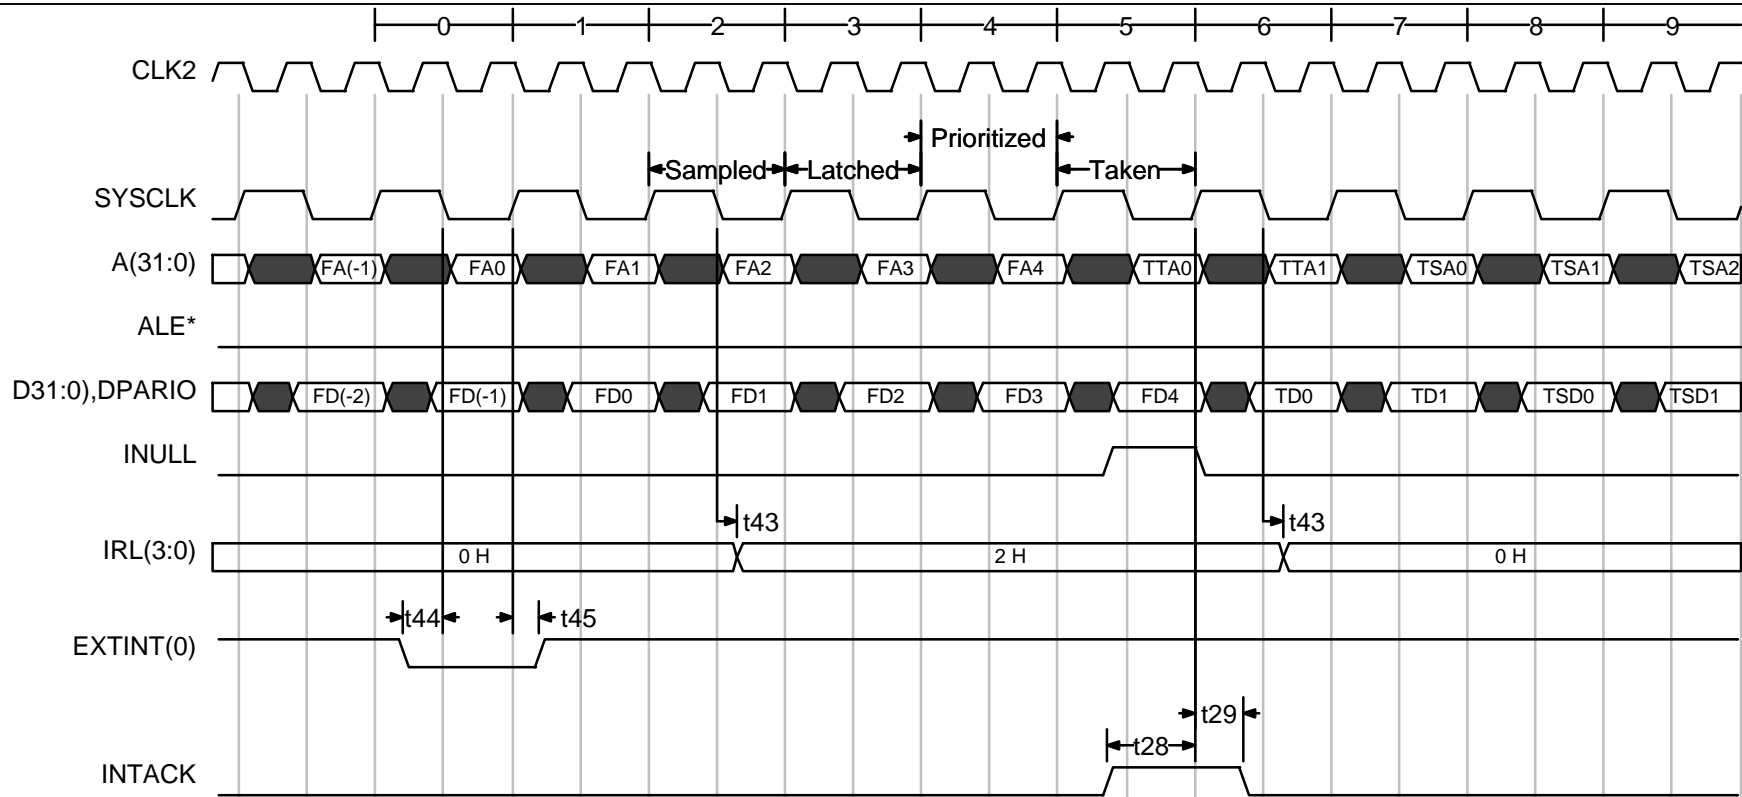 0 1 2 3 4 5 6 7 8 9
CLK2
Prioritized
Sampled Latched Taken
SYSCLK
A(31:0) FA(-1) FA0 FA1 FA2 FA3 FA4 TTA0 TTA1 TSA0 TSA1 TSA2
ALE*
D31:0),DPARIO FD(-2) FD(-1) FD0 FD1 FD2 FD3 FD4 TD0 TD1 TSD0 TSD1
INULL
t43 t43
IRL(3:0) 0 H 2 H 0 H
t44 t45
EXTINT(0)
t29
t28
INTACK